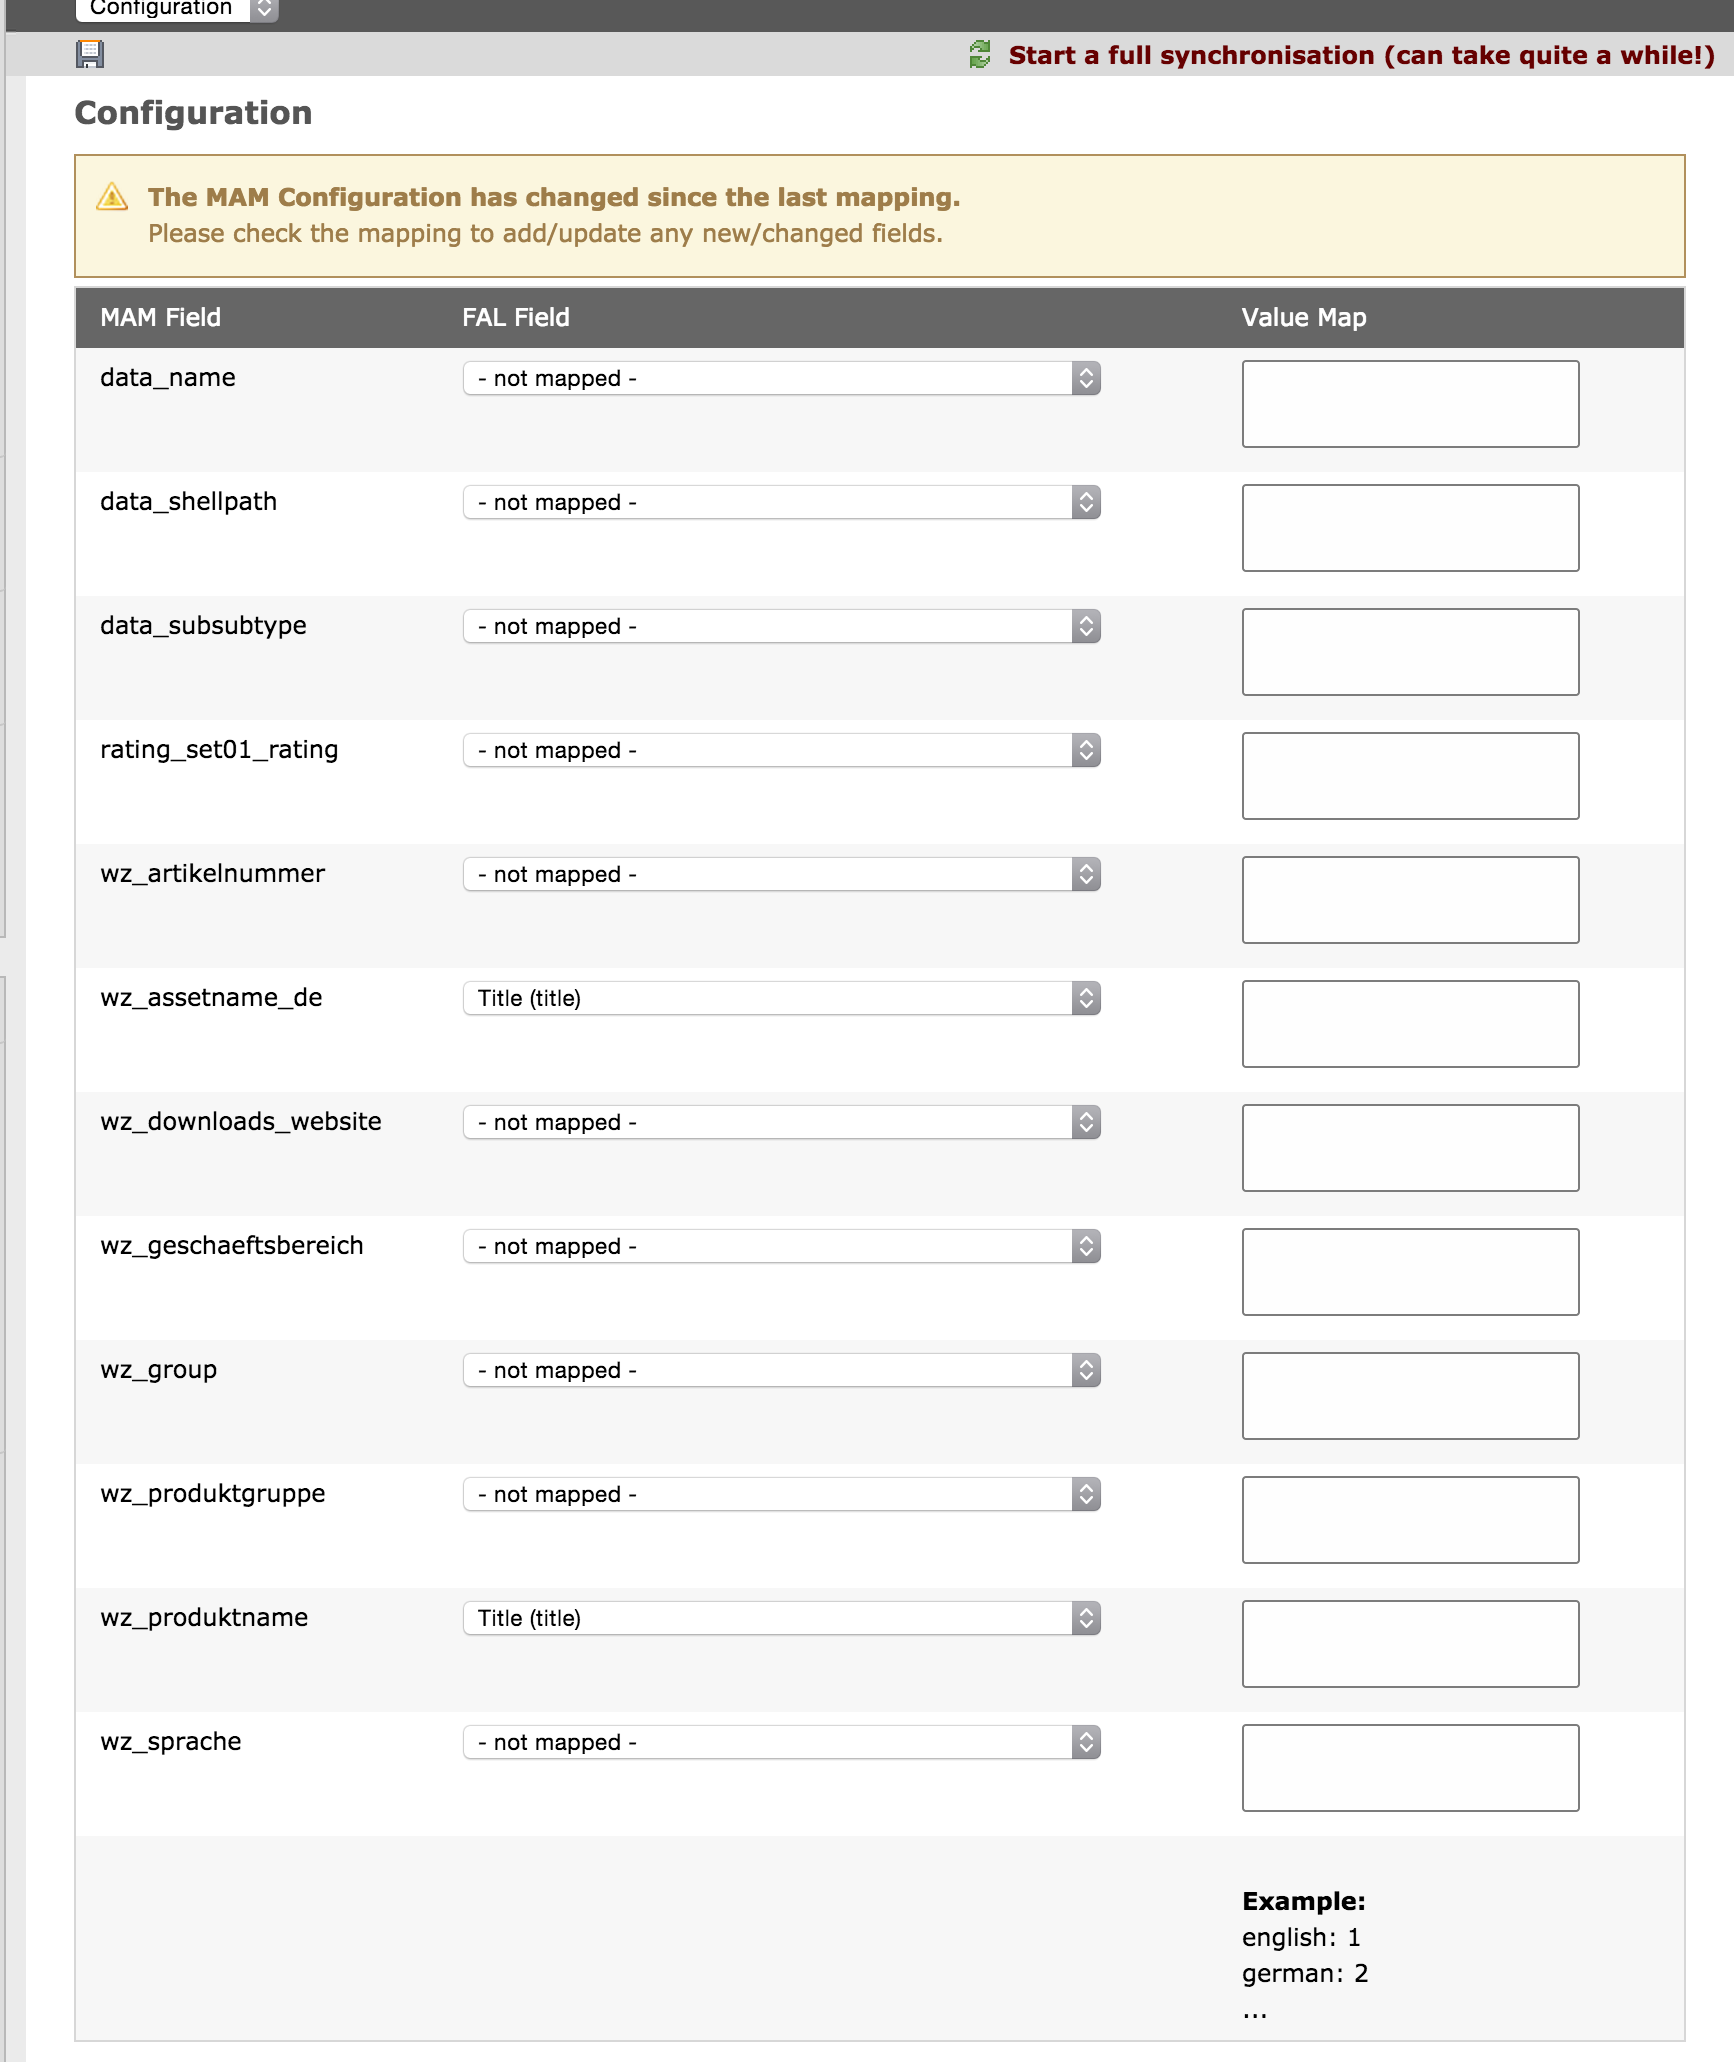 Configuration
Start a full synchronisation (can take quite a while!)
Configuration
The MAM Configuration has changed since the last mapping.
Please check the mapping to add/update any new/changed fields.
MAM Field FAL Field Value Map
data_name - not mapped -
data_shellpath - not mapped -
data_subsubtype - not mapped -
rating_set01_rating - not mapped -
wz_artikelnummer - not mapped -
wz_assetname_de Title (title)
wz_downloads_website - not mapped -
wz_geschaeftsbereich - not mapped -
wz_group - not mapped -
wz_produktgruppe - not mapped -
wz_produktname Title (title)
wz_sprache - not mapped -
Example:
english: 1
german: 2
...